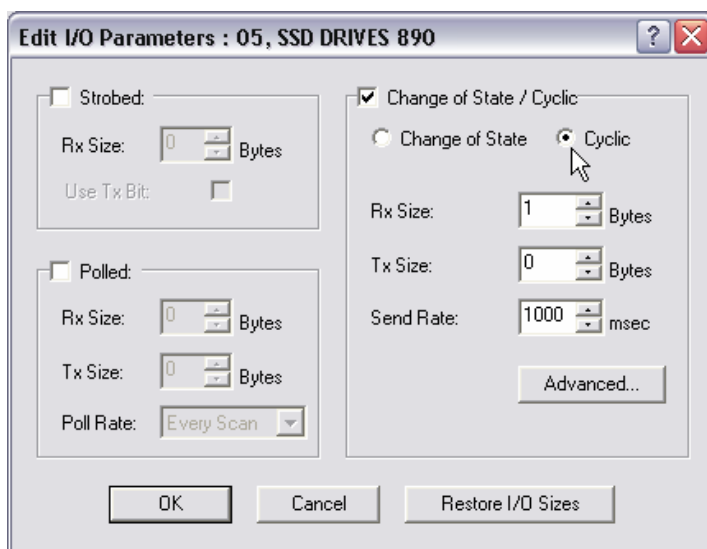 Edit I/O Parameters : 05, SSD DRIVES 890
?
Strobed:
Rx Size: 0 Bytes
Use Tx Bit:
Polled:
Rx Size: 0 Bytes
Tx Size: 0 Bytes
Poll Rate: Every Scan
Change of State / Cyclic
Change of State Cyclic
Rx Size: 1 Bytes
Tx Size: 0 Bytes
Send Rate: 1000 msec
Advanced...
OK Cancel Restore I/O Sizes